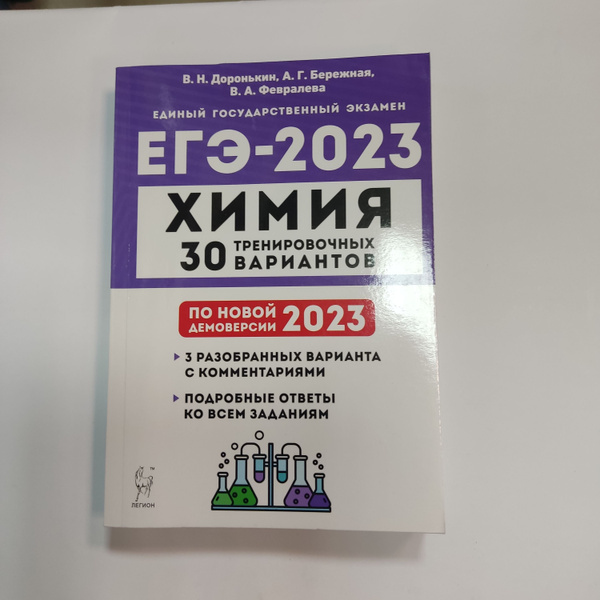 В. Н. Доронькин, А. Г. Бережная,
В. А. Февралева
ЕДИНЫЙ ГОСУДАРСТВЕННЫЙ ЭКЗАМЕН
ЕГЭ-2023
ХИМИЯ
30 ТРЕНИРОВОЧНЫХ
ВАРИАНТОВ
ПО НОВОЙ
ДЕМОВЕРСИИ 2023
3 РАЗОБРАННЫХ ВАРИАНТА
С КОММЕНТАРИЯМИ
ПОДРОБНЫЕ ОТВЕТЫ
КО ВСЕМ ЗАДАНИЯМ
ЛЕГИОН